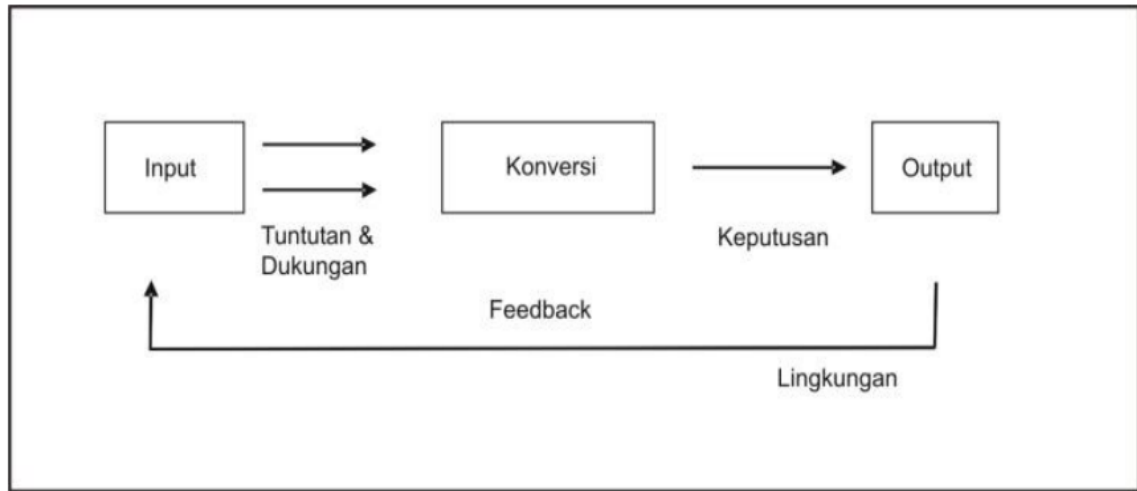 Input
Konversi
Output
Tuntutan &
Dukungan
Keputusan
Feedback
Lingkungan